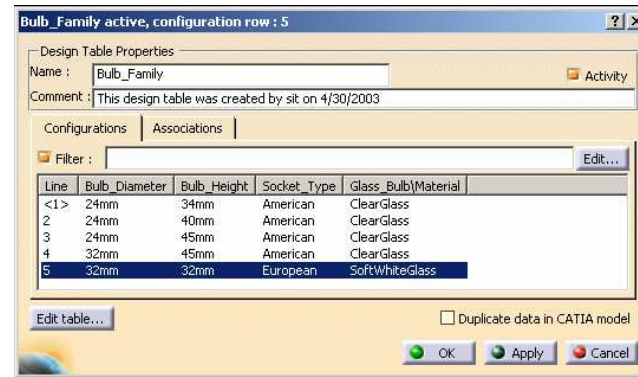 Bulb_Family active, configuration row : 5
Design Table Properties
Name : Bulb_Family Activity
Comment : This design table was created by sit on 4/30/2003
Configurations Associations
Filter : Edit...
Line Bulb_Diameter Bulb_Height Socket_Type Glass_Bulb\Material
<1> 24mm 34mm American ClearGlass
2 24mm 40mm American ClearGlass
3 24mm 45mm American ClearGlass
4 32mm 45mm American ClearGlass
5 32mm 32mm European SoftWhiteGlass
Edit table... Duplicate data in CATIA model
OK Apply Cancel